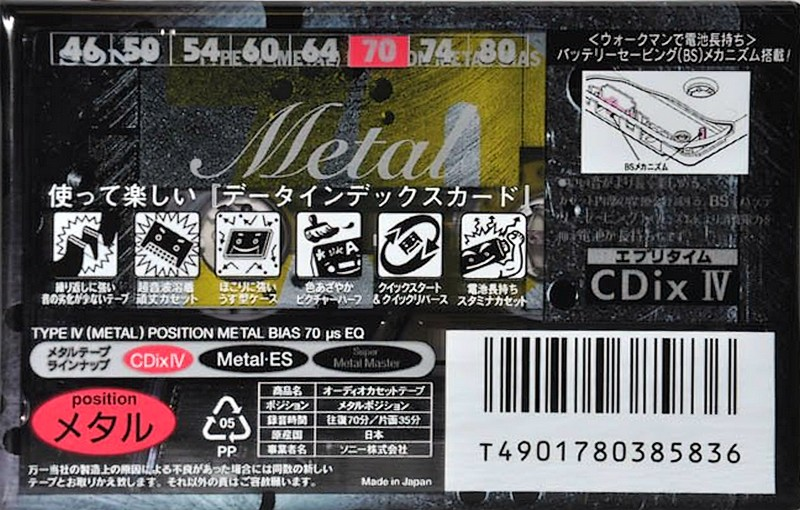 46 50 54 60 64 70 74 80
SONY TYPE IV (METAL) POSITION METAL BIAS
<ウォークマンで電池長持ち>
バッテリーセービング(BS)メカニズム搭載!
BSメカニズム
Metal
使って楽しい『データインデックスカード』
繰り返しに強い
音の劣化が少ないテープ
超音波溶着
頑丈カセット
ほこりに強い
うす型ケース
色あざやか
ピクチャーハーフ
クイックスタート
&クイックリバース
電池長持ち
スタミナカセット
エブリタイム
CDix IV
TYPE IV (METAL) POSITION METAL BIAS 70 µs EQ
メタルテープ
ラインナップ
CDix IV
Metal·ES
Super
Metal Master
position
メタル
05
PP
商品名 オーディオカセットテープ
ポジション メタルポジション
録音時間 往復70分/片面35分
原産国 日本
事業者名 ソニー株式会社
万一当社の製造上の原因による不良があった場合には同数の新しい
テープとお取りかえ致します。それ以外の責はご容赦願います。
Made in Japan
T4901780385836